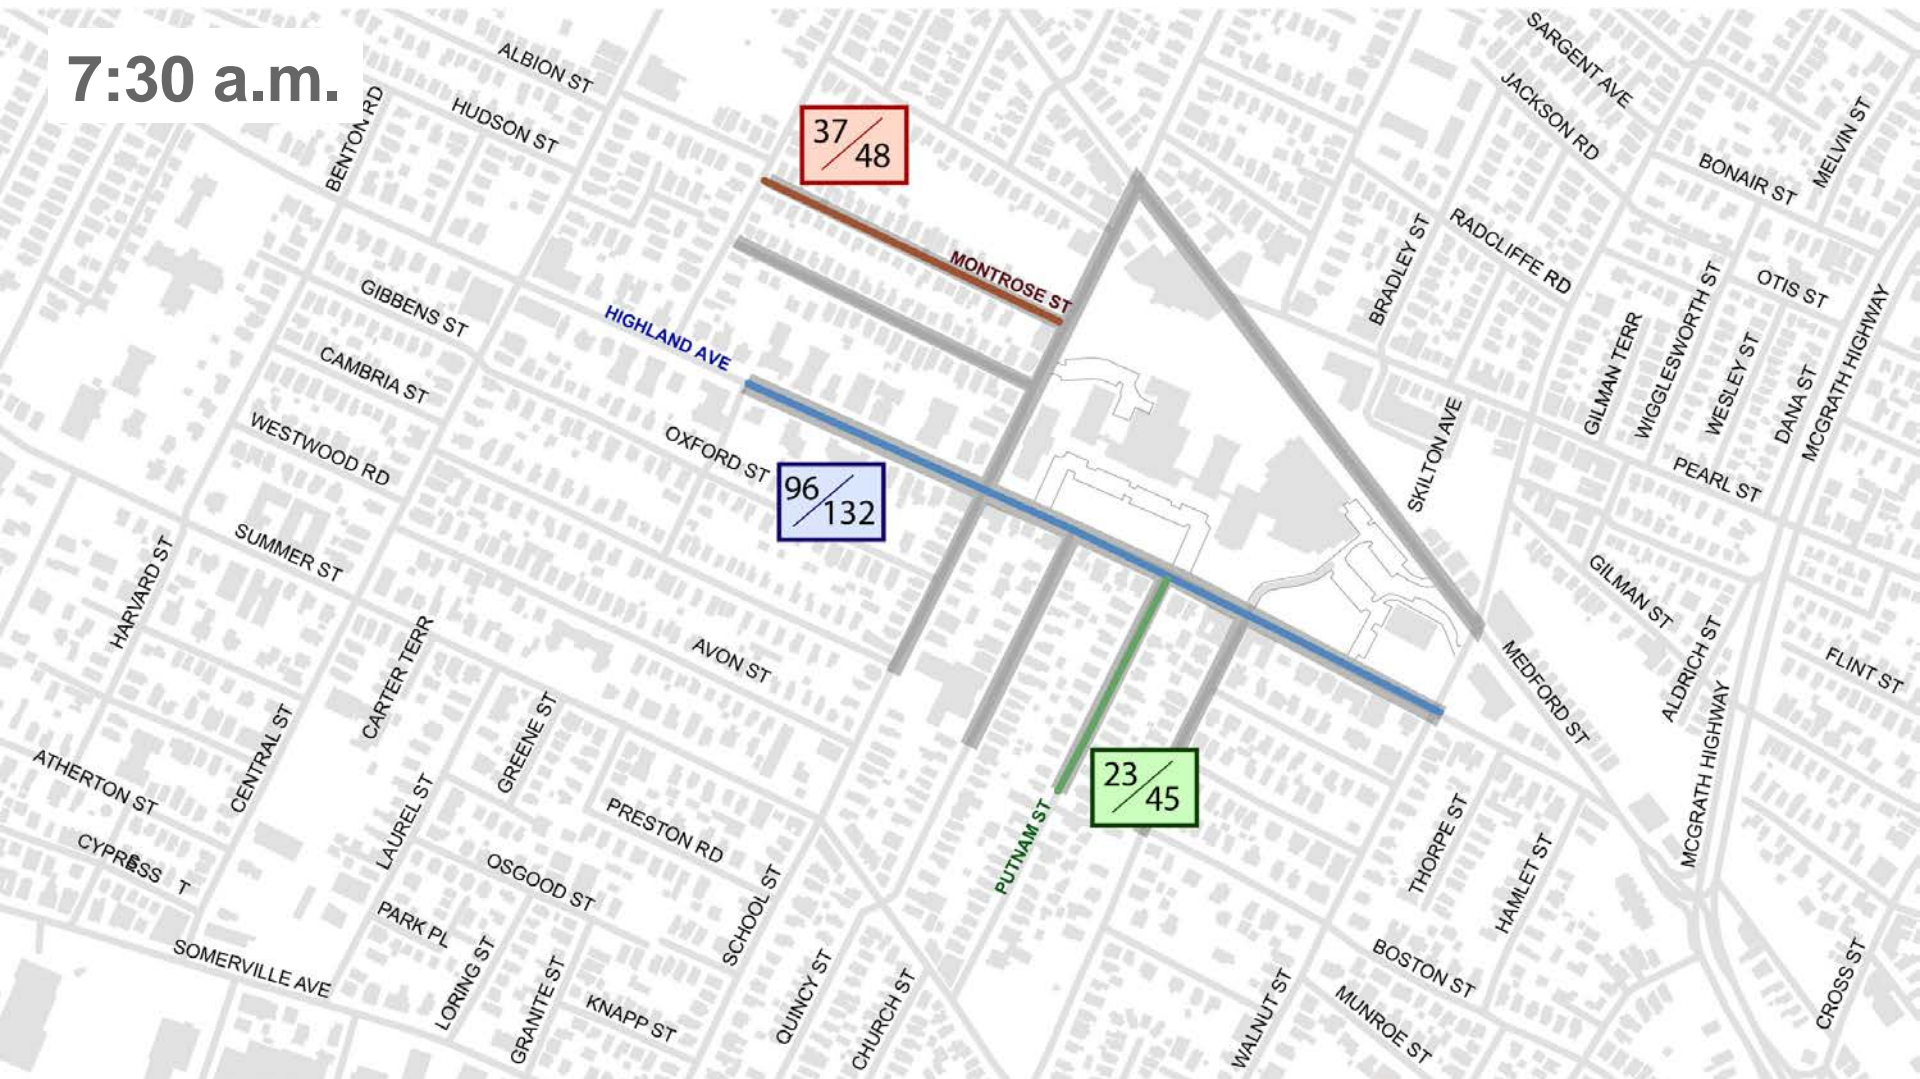 7:30 a.m.
ALBION ST
HUDSON ST
BENTON RD
SARGENT AVE
JACKSON RD
MELVIN ST
BONAIR ST
37/48
MONTROSE ST
BRADLEY ST
RADCLIFFE RD
OTIS ST
GIBBENS ST
HIGHLAND AVE
CAMBRIA ST
GILMAN TERR
WIGGLESWORTH ST
WESLEY ST
DANA ST
MCGRATH HIGHWAY
WESTWOOD RD
OXFORD ST
96/132
SKILTON AVE
PEARL ST
SUMMER ST
HARVARD ST
GILMAN ST
CARTER TERR
AVON ST
MEDFORD ST
ALDRICH ST
FLINT ST
CENTRAL ST
GREENE ST
ATHERTON ST
23/45
MCGRATH HIGHWAY
LAUREL ST
PRESTON RD
PUTNAM ST
THORPE ST
HAMLET ST
CYPRESS ST
OSGOOD ST
PARK PL
SCHOOL ST
SOMERVILLE AVE
LORING ST
GRANITE ST
KNAPP ST
QUINCY ST
CHURCH ST
WALNUT ST
BOSTON ST
MUNROE ST
CROSS ST